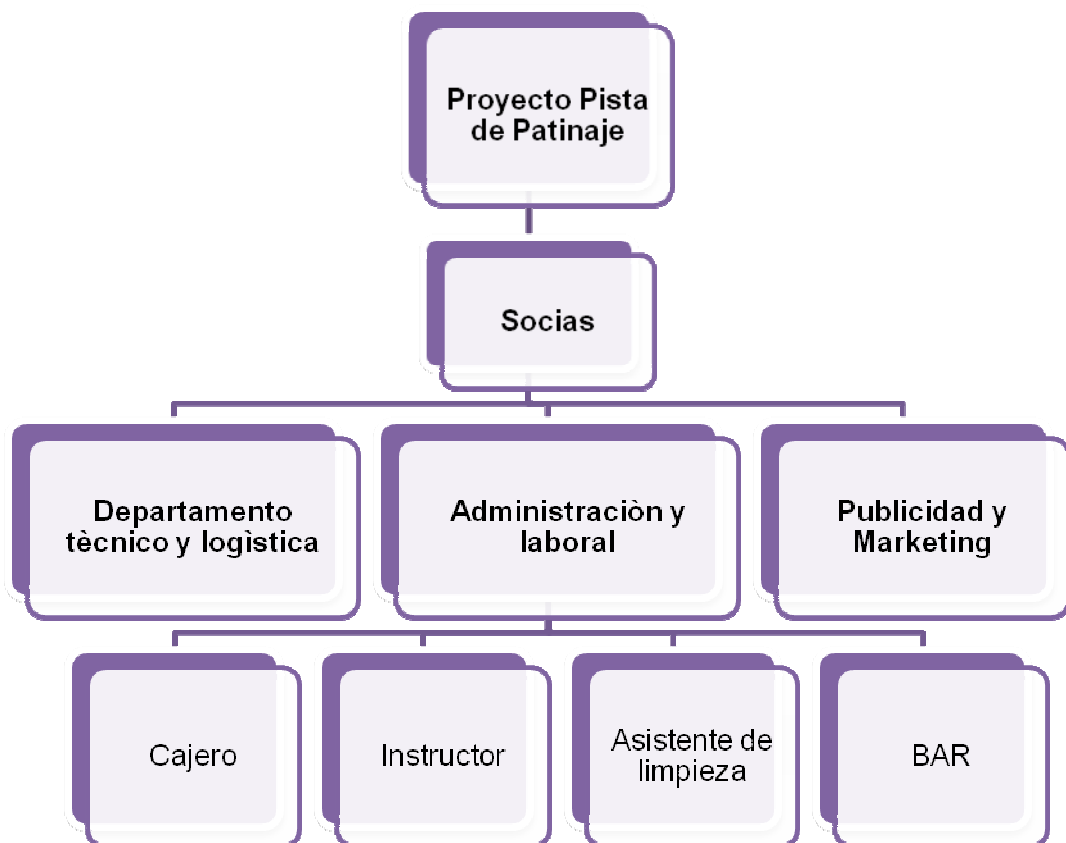 Proyecto Pista
de Patinaje
Socias
Departamento
tècnico y logìstica
Administraciòn y
laboral
Publicidad y
Marketing
Cajero
Instructor
Asistente de
limpieza
BAR